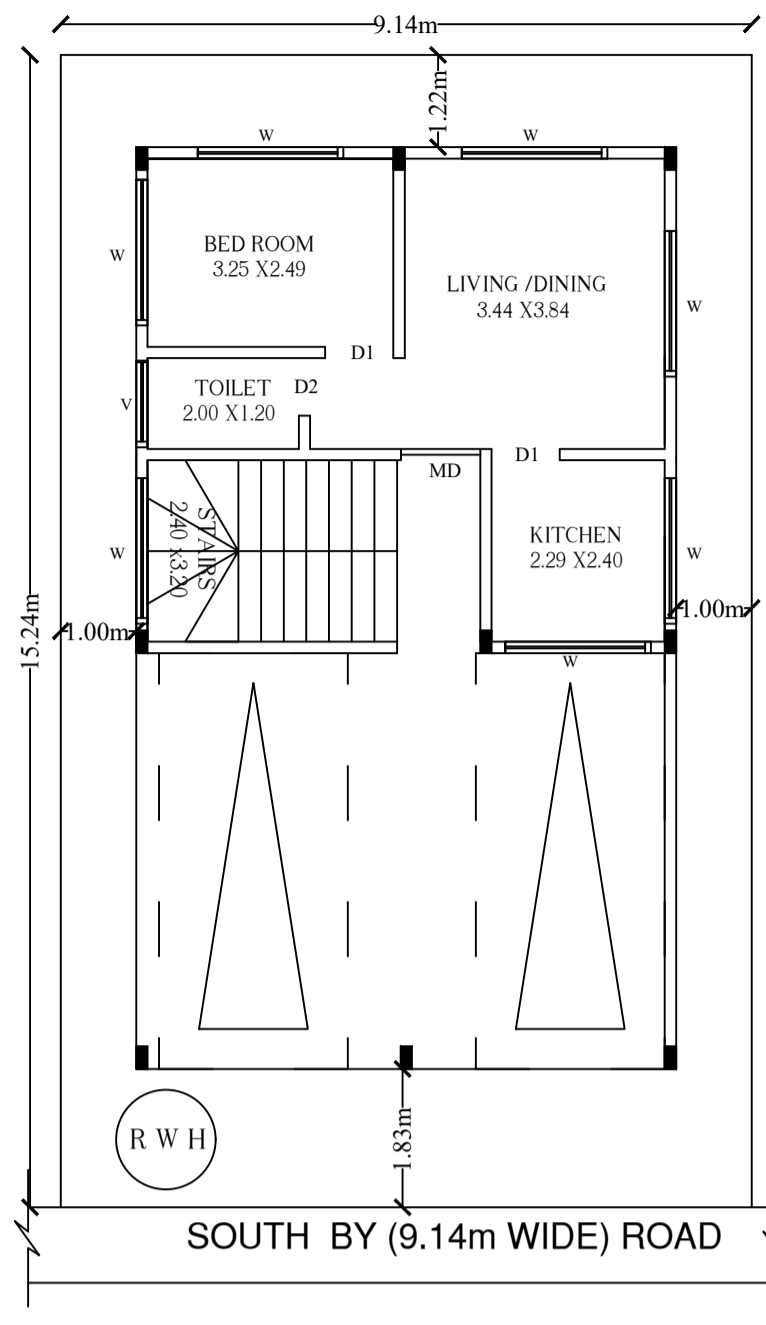 9.14m
1.22m
W
W
BED ROOM
3.25 X2.49
W
LIVING /DINING
3.44 X3.84
W
D1
TOILET
2.00 X1.20
D2
V
MD
D1
STAIRS
2.40 x3.20
W
KITCHEN
2.29 X2.40
W
W
15.24m
1.00m
1.00m
R W H
1.83m
SOUTH BY (9.14m WIDE) ROAD